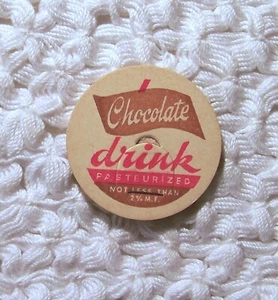 Chocolate
drink
PASTEURIZED
NOT LESS THAN
2% M.F.